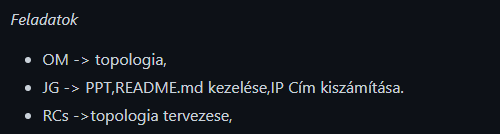 Feladatok
OM -> topologia,
JG -> PPT,README.md kezelése,IP Cím kiszámítása.
RCs ->topologia tervezese,